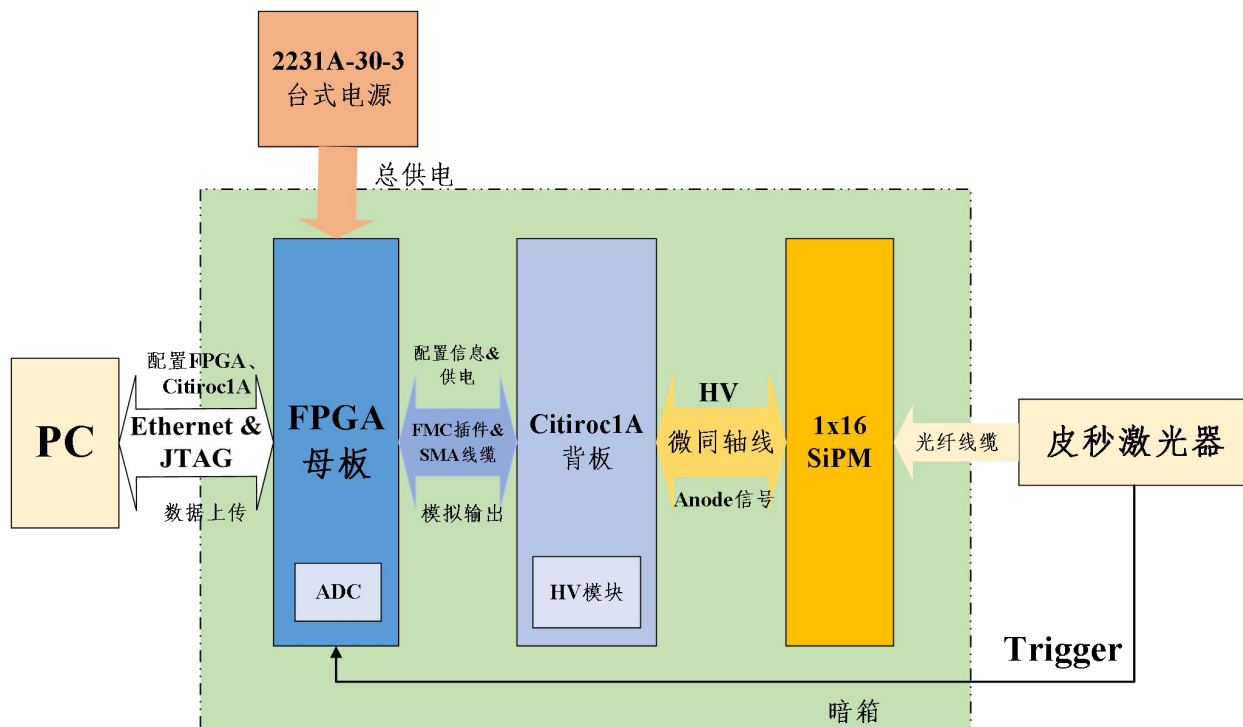 2231A-30-3
台式电源
总供电
配置FPGA、
Citiroc1A
PC
Ethernet &
JTAG
数据上传
FPGA
母板
ADC
配置信息&
供电
FMC插件&
SMA线缆
模拟输出
Citiroc1A
背板
HV模块
HV
微同轴线
Anode信号
1x16
SiPM
光纤线缆
皮秒激光器
Trigger
暗箱